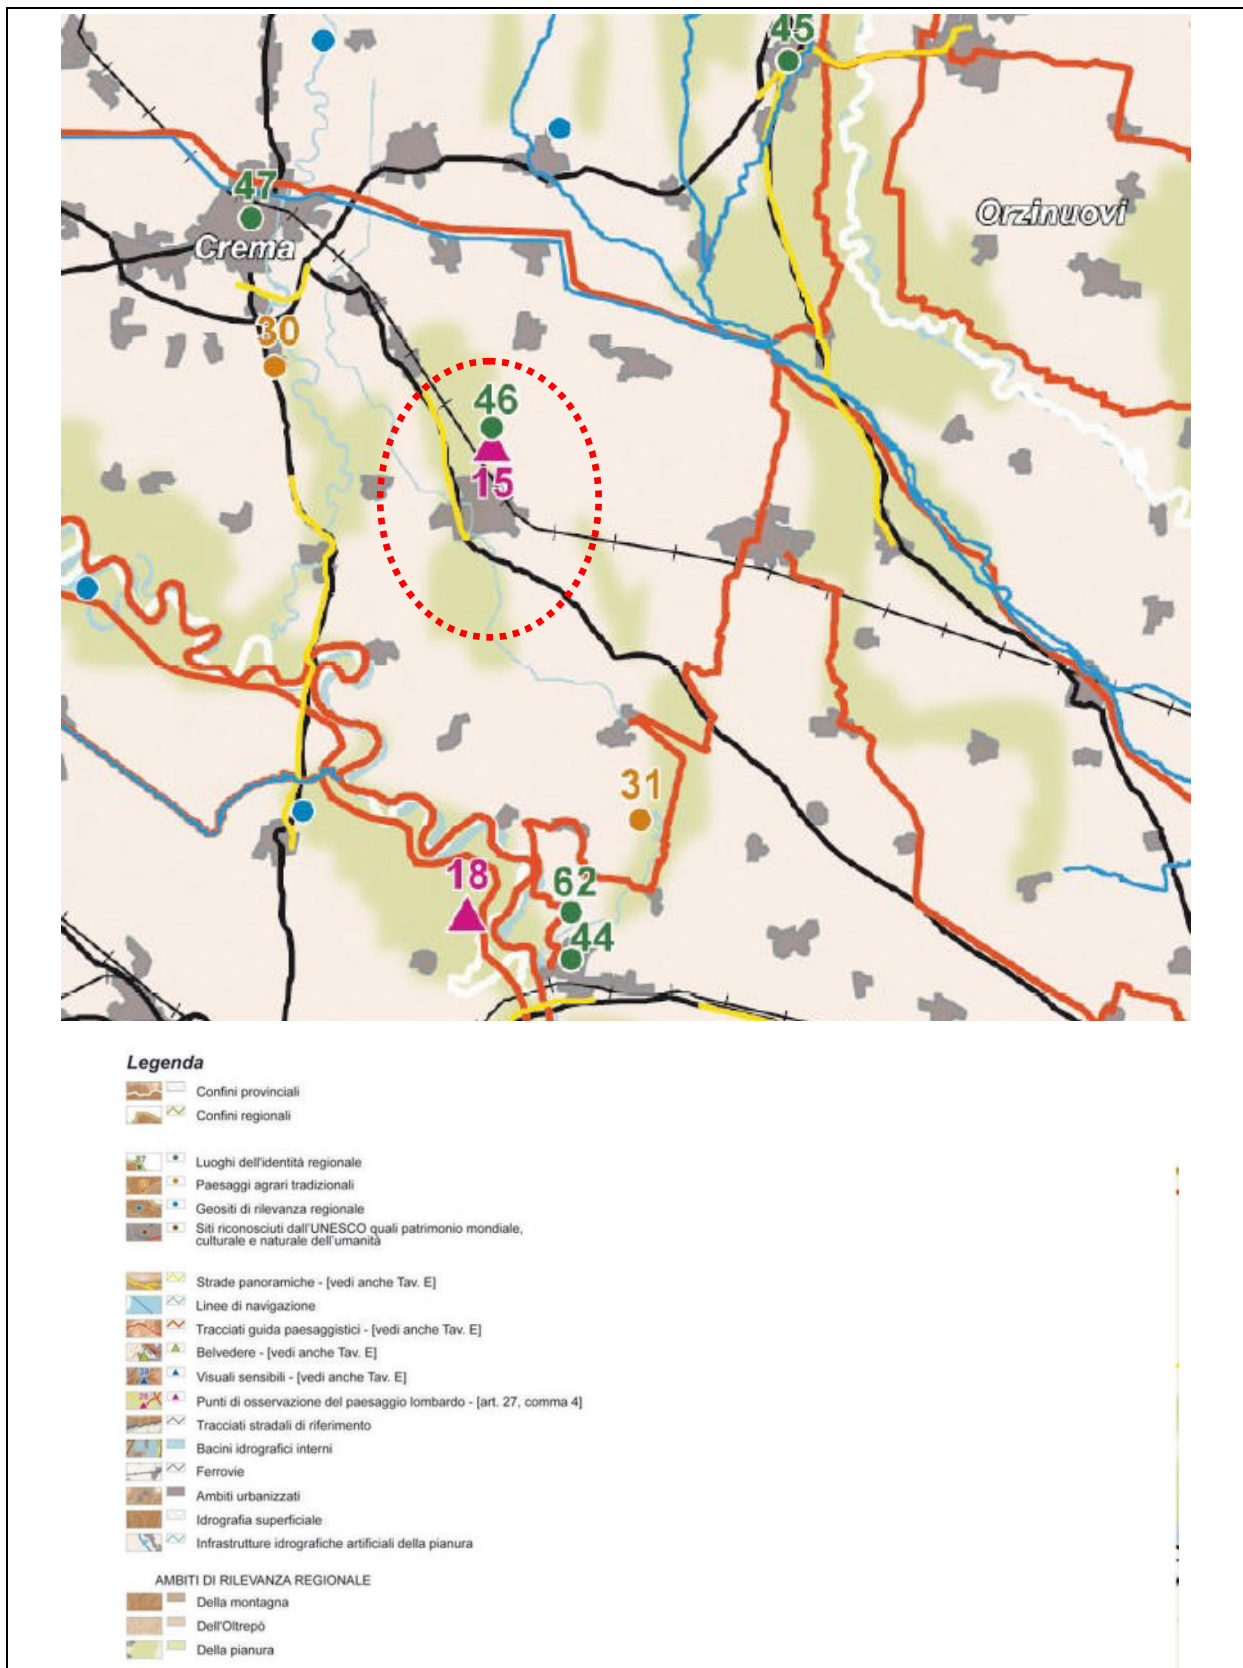 45
47
Crema
Orzinuovi
30
46
15
31
18
62
44
Legenda
Confini provinciali
Confini regionali
Luoghi dell'identità regionale
Paesaggi agrari tradizionali
Geositi di rilevanza regionale
Siti riconosciuti dall'UNESCO quali patrimonio mondiale,
culturale e naturale dell'umanità
Strade panoramiche - [vedi anche Tav. E]
Linee di navigazione
Tracciati guida paesaggistici - [vedi anche Tav. E]
Belvedere - [vedi anche Tav. E]
Visuali sensibili - [vedi anche Tav. E]
Punti di osservazione del paesaggio lombardo - [art. 27, comma 4]
Tracciati stradali di riferimento
Bacini idrografici interni
Ferrovie
Ambiti urbanizzati
Idrografia superficiale
Infrastrutture idrografiche artificiali della pianura
AMBITI DI RILEVANZA REGIONALE
Della montagna
Dell'Oltrepò
Della pianura